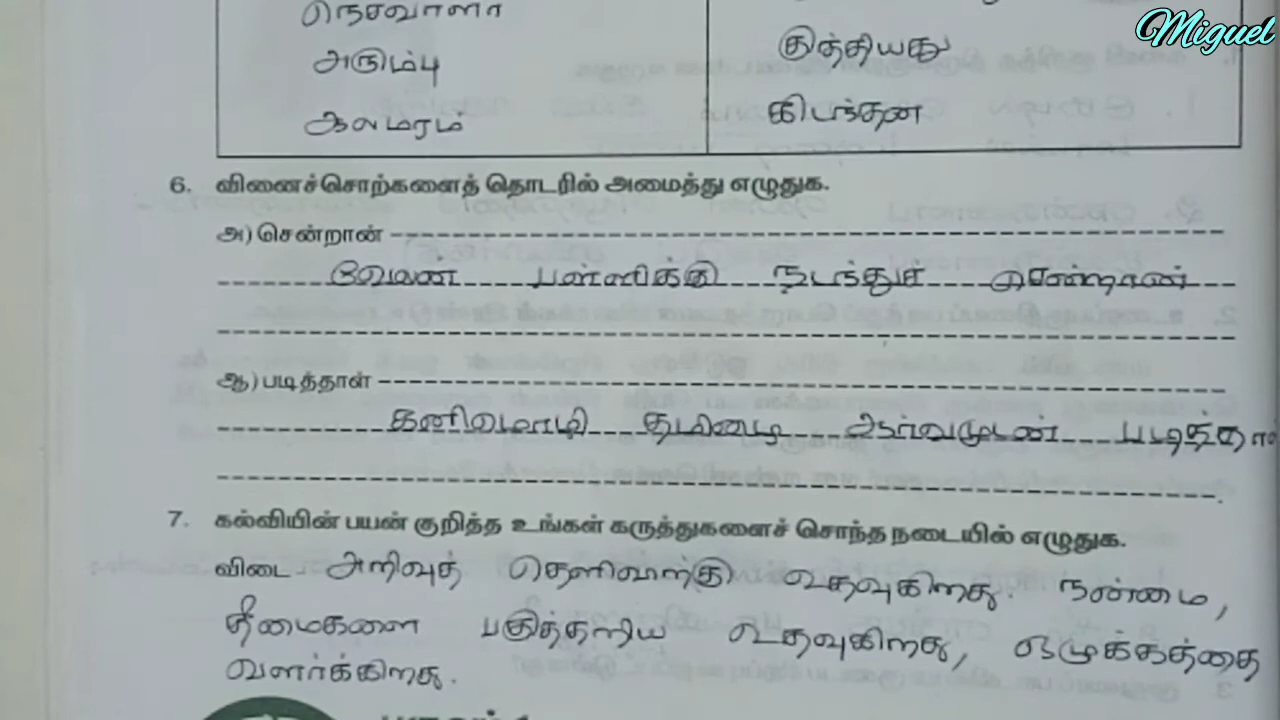 Miguel
நெசவாளர்
அரும்பு
குத்தியது
ஆலமரம்
கிடந்தன
6. வினைச்சொற்களைத் தொடரில் அமைத்து எழுதுக.
அ) சென்றான்
வேலன் பள்ளிக்கு நடந்துச் சென்றான்
ஆ) படித்தாள்
கனிமொழி தமிழை ஆர்வமுடன் படித்தாள்
7. கல்வியின் பயன் குறித்த உங்கள் கருத்துகளைச் சொந்த நடையில் எழுதுக.
விடை அறிவுத் தெளிவாற்கு உதவுகிறது. நன்மை,
தீமைகளை பகுத்தறிய உதவுகிறது, ஒழுக்கத்தை
வளர்க்கிறது.